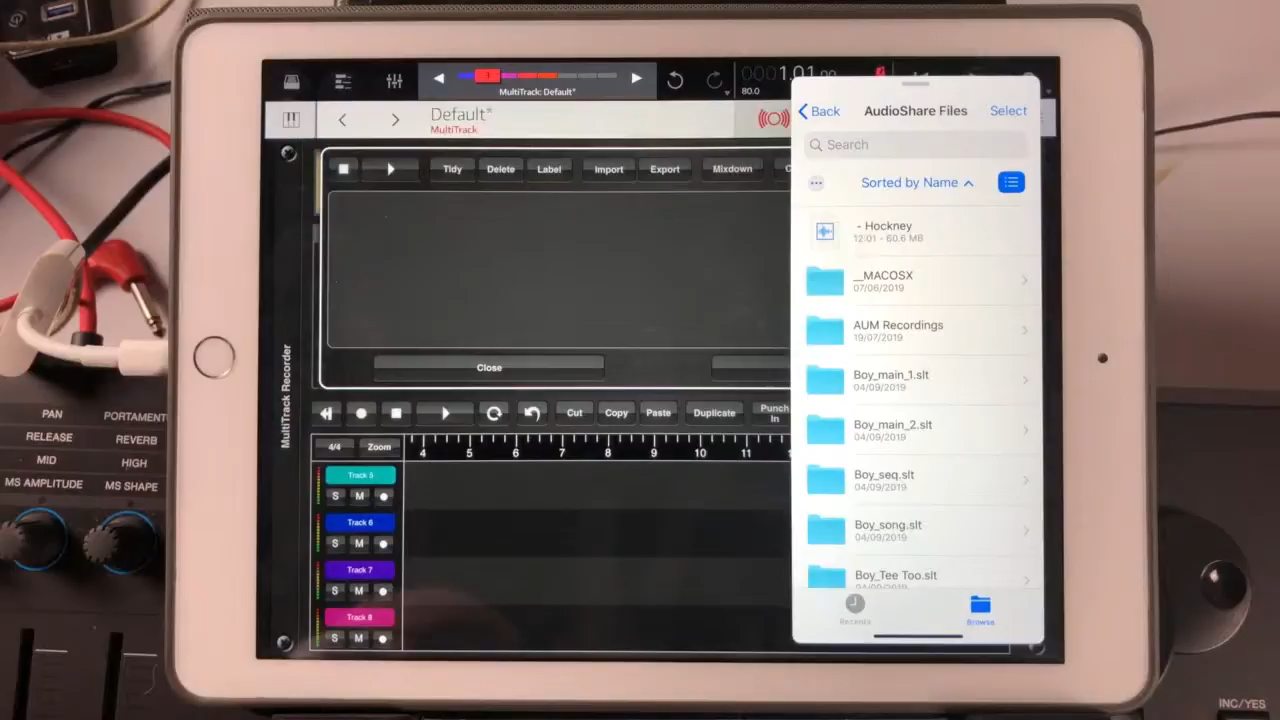 1
MultiTrack: Default*
0001.01.00
80.0
Default*
MultiTrack
Tidy
Delete
Label
Import
Export
Mixdown
Close
MultiTrack Recorder
Cut
Copy
Paste
Duplicate
Punch
In
4/4
Zoom
4 5 6 7 8 9 10 11
Track 5
S M
Track 6
S M
Track 7
S M
Track 8
S M
Back
AudioShare Files
Select
Search
Sorted by Name
- Hockney
12:01 - 60.6 MB
__MACOSX
07/06/2019
AUM Recordings
19/07/2019
Boy_main_1.slt
04/09/2019
Boy_main_2.slt
04/09/2019
Boy_seq.slt
04/09/2019
Boy_song.slt
04/09/2019
Boy_Tee Too.slt
Recents
Browse
PAN
PORTAMENT
RELEASE
REVERB
MID
HIGH
MS AMPLITUDE
MS SHAPE
INC/YES